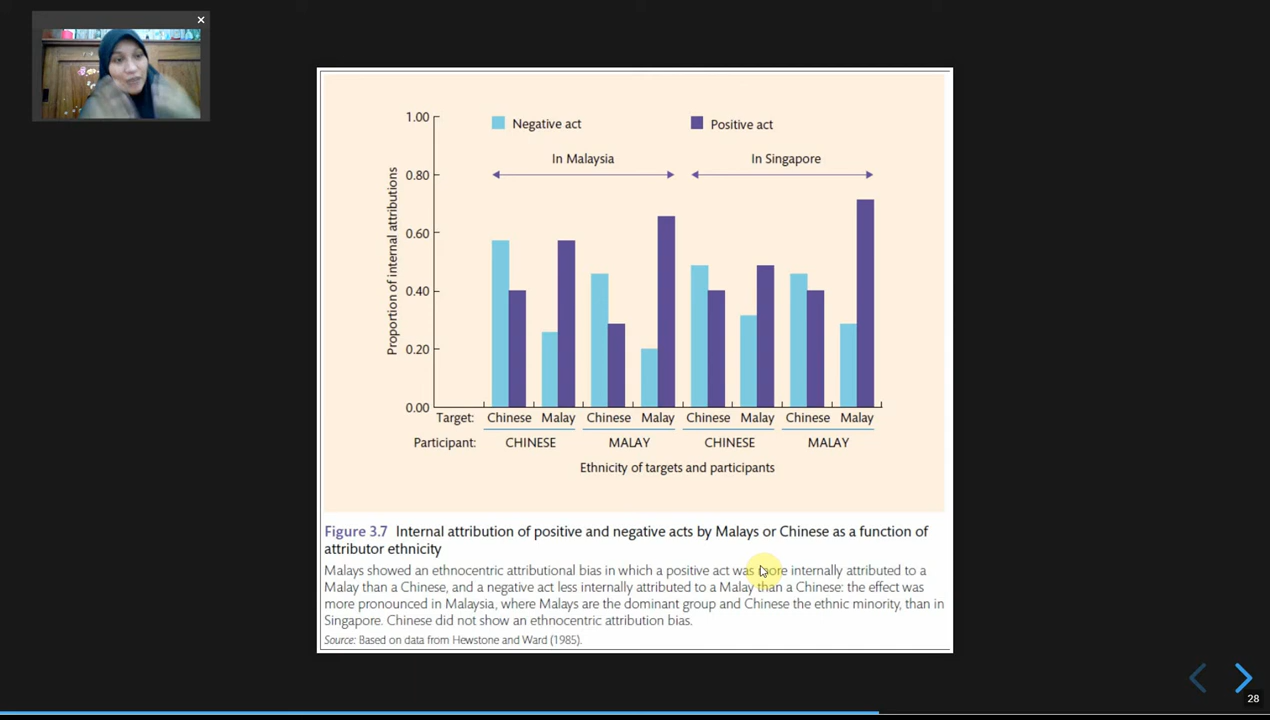 ×
1.00
Negative act
Positive act
In Malaysia
In Singapore
0.80
0.60
0.40
0.20
0.00
Proportion of internal attributions
Target: Chinese Malay Chinese Malay Chinese Malay Chinese Malay
Participant: CHINESE MALAY CHINESE MALAY
Ethnicity of targets and participants
Figure 3.7 Internal attribution of positive and negative acts by Malays or Chinese as a function of
attributor ethnicity
Malays showed an ethnocentric attributional bias in which a positive act was more internally attributed to a
Malay than a Chinese, and a negative act less internally attributed to a Malay than a Chinese: the effect was
more pronounced in Malaysia, where Malays are the dominant group and Chinese the ethnic minority, than in
Singapore. Chinese did not show an ethnocentric attribution bias.
Source: Based on data from Hewstone and Ward (1985).
28